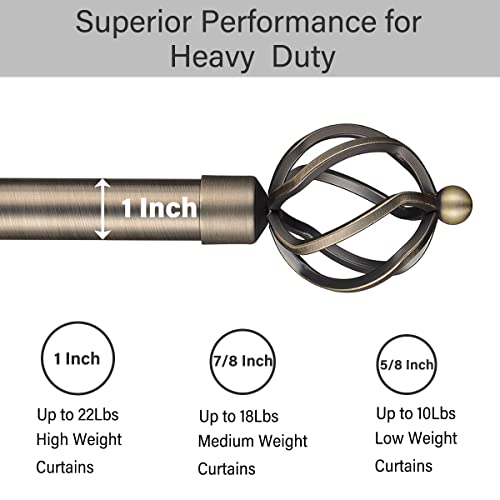 Superior Performance for
Heavy Duty
1 Inch
1 Inch
7/8 Inch
5/8 Inch
Up to 22Lbs
High Weight
Curtains
Up to 18Lbs
Medium Weight
Curtains
Up to 10Lbs
Low Weight
Curtains